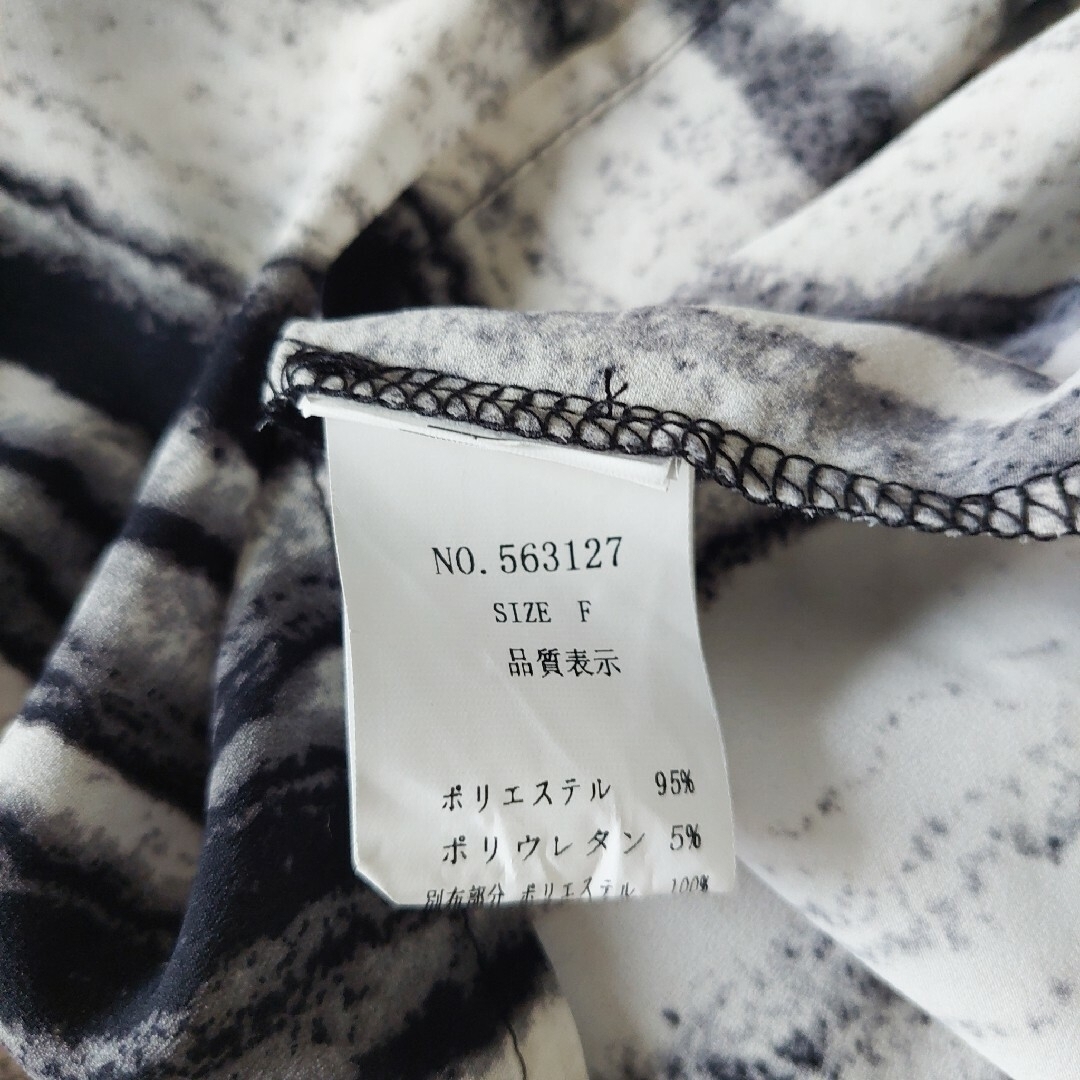 NO.563127
SIZE F
品質表示
ポリエステル 95%
ポリウレタン 5%
別布部分 ポリエステル 100%